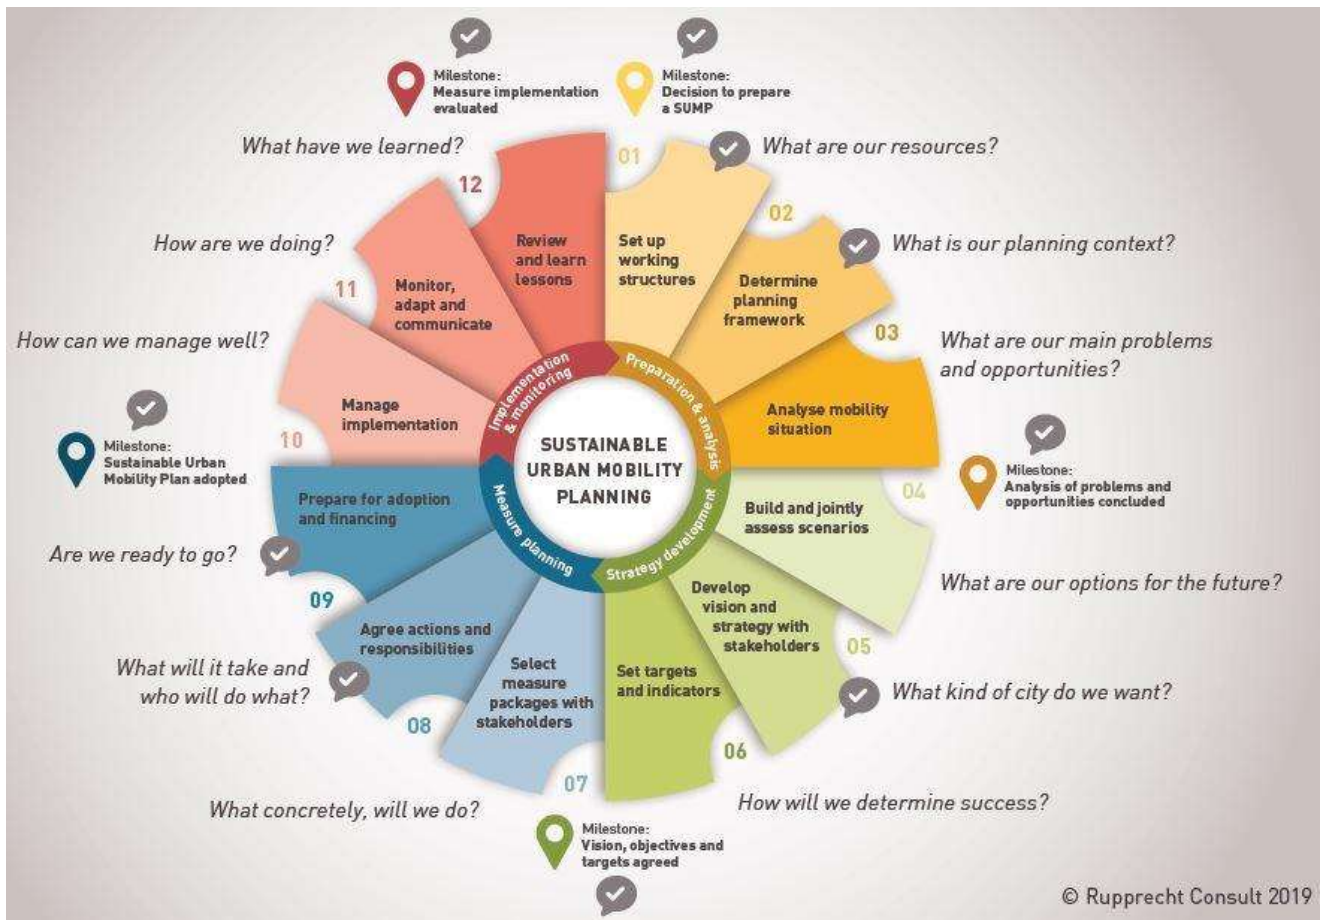 Milestone:
Measure implementation
evaluated
Milestone:
Decision to prepare
a SUMP
What have we learned?
What are our resources?
01
12
02
Review
and learn
lessons
Set up
working
structures
How are we doing?
What is our planning context?
11
Monitor,
adapt and
communicate
Determine
planning
framework
03
How can we manage well?
What are our main problems
and opportunities?
Implementation
& monitoring
Preparation & analysis
Manage
implementation
Analyse mobility
situation
10
Milestone:
Sustainable Urban
Mobility Plan adopted
SUSTAINABLE
URBAN MOBILITY
PLANNING
Milestone:
Analysis of problems and
opportunities concluded
04
Prepare for adoption
and financing
Build and jointly
assess scenarios
Measure planning
Strategy development
Are we ready to go?
What are our options for the future?
09
Agree actions and
responsibilities
Develop
vision and
strategy with
stakeholders
05
What will it take and
who will do what?
Select
measure
packages with
stakeholders
Set targets
and indicators
What kind of city do we want?
08
06
07
What concretely, will we do?
How will we determine success?
Milestone:
Vision, objectives and
targets agreed
© Rupprecht Consult 2019